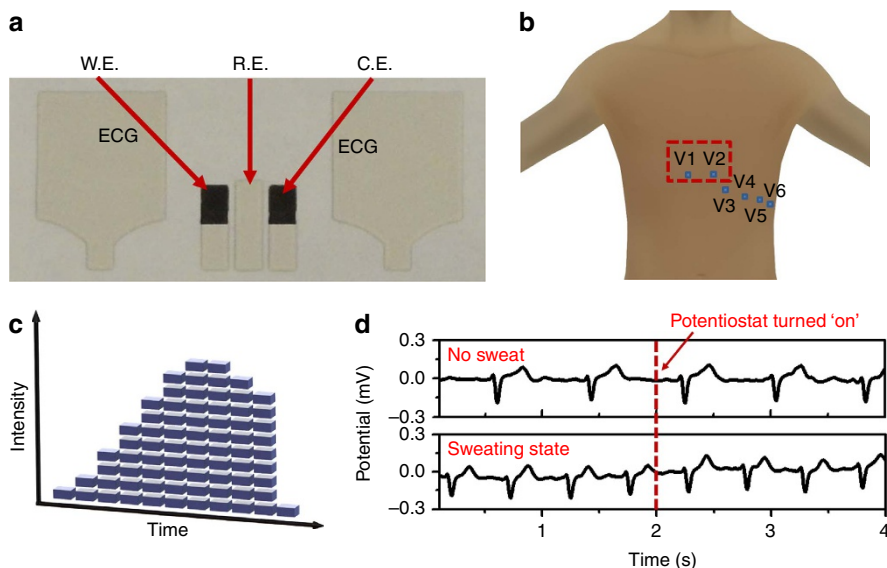 a
W.E.
R.E.
C.E.
ECG
ECG
b
V1
V2
V4
V6
V3
V5
c
Intensity
Time
d
Potentiostat turned ‘on’
0.3
No sweat
0.0
–0.3
0.3
Sweating state
0.0
–0.3
Potential (mV)
1
2
3
4
Time (s)